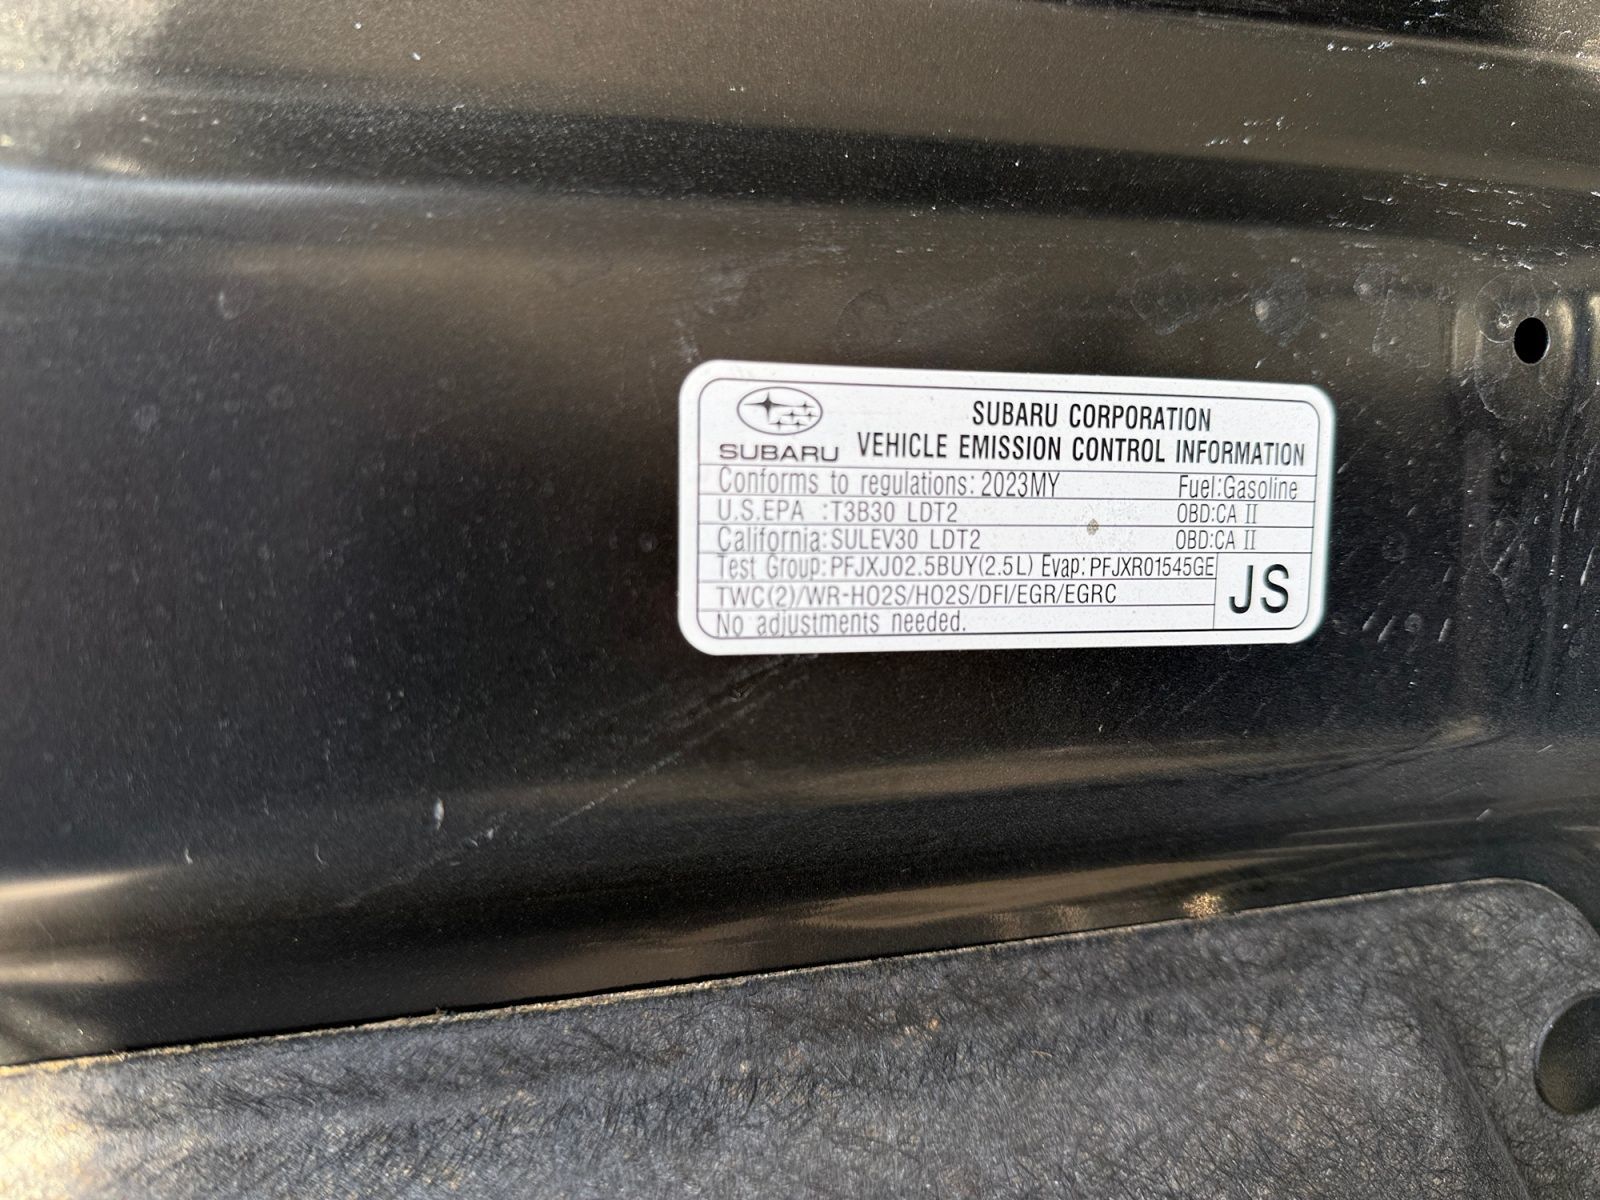 SUBARU
SUBARU CORPORATION
VEHICLE EMISSION CONTROL INFORMATION
Conforms to regulations: 2023MY Fuel:Gasoline
U.S.EPA :T3B30 LDT2 OBD:CA II
California:SULEV30 LDT2 OBD:CA II
Test Group:PFJXJ02.5BUY(2.5L) Evap:PFJXR01545GE
TWC(2)/WR-HO2S/HO2S/DFI/EGR/EGRC
No adjustments needed.
JS